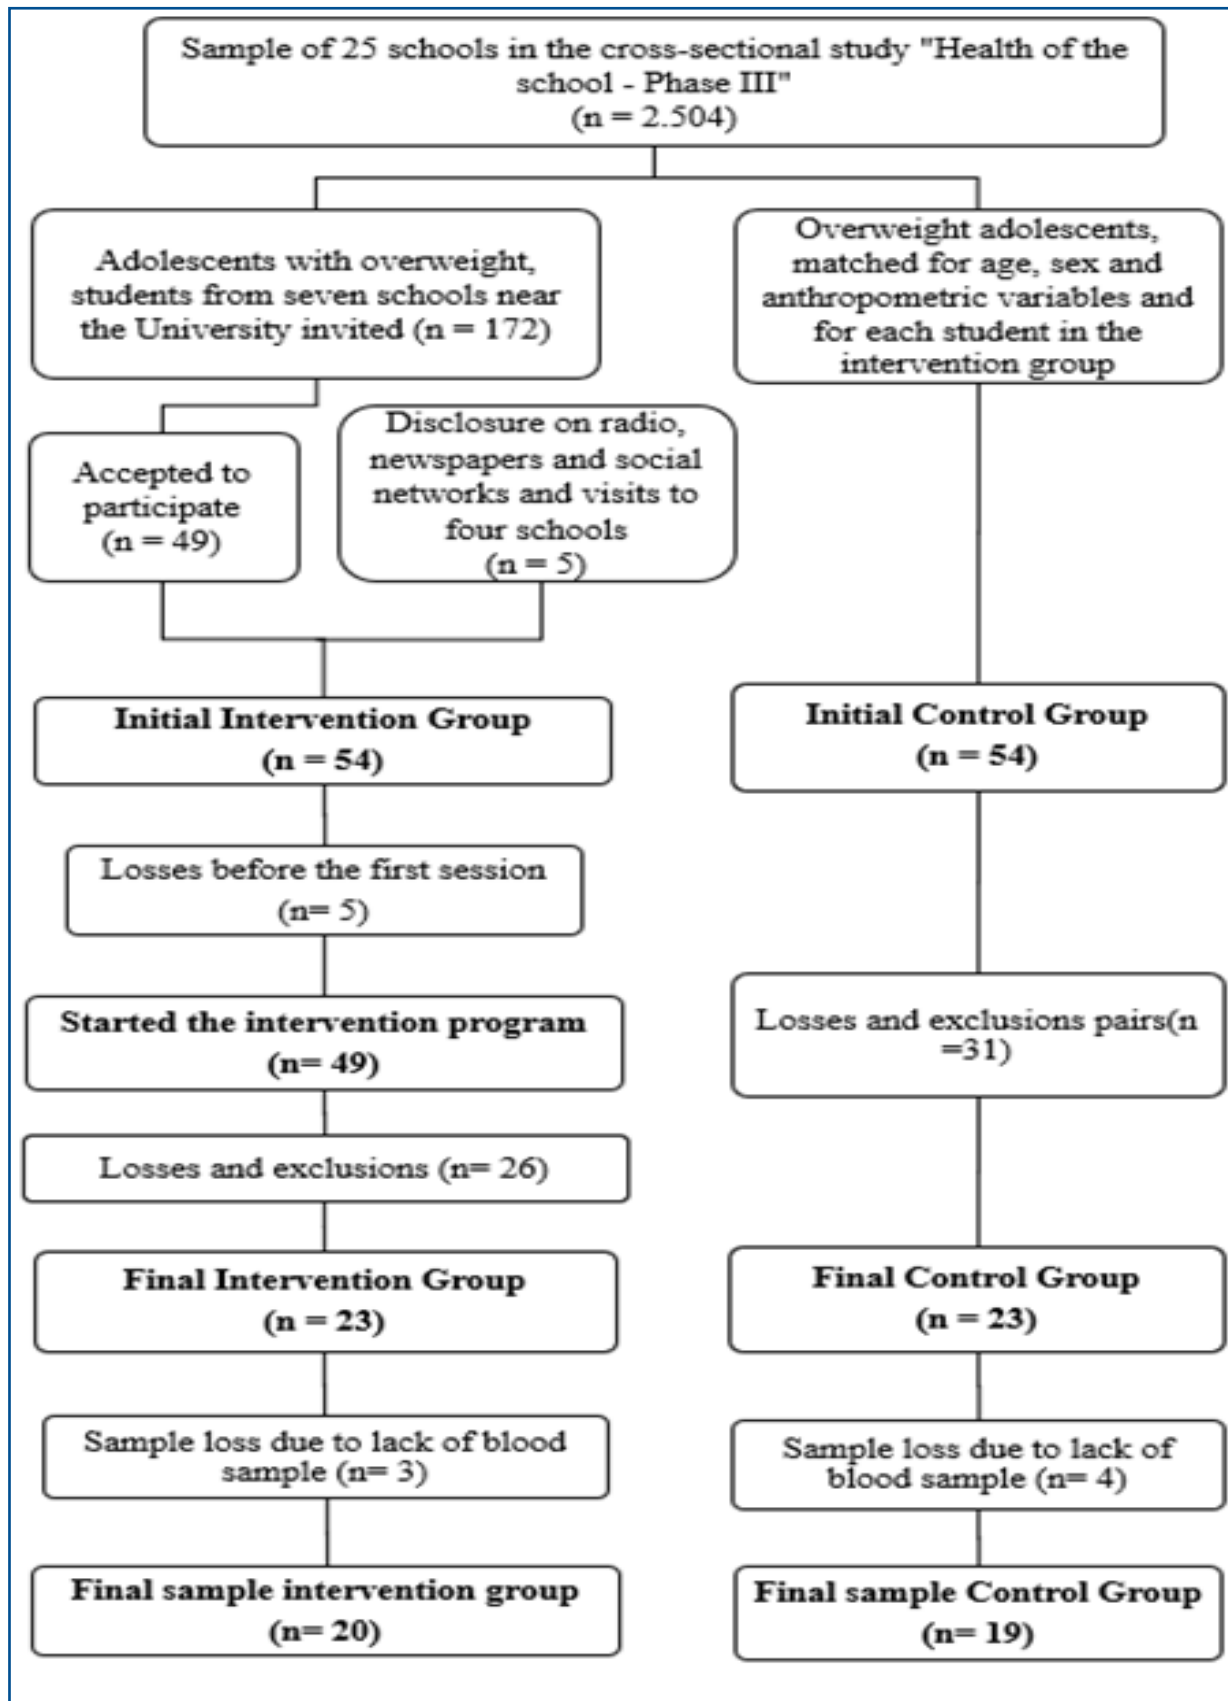 Sample of 25 schools in the cross-sectional study "Health of the
school - Phase III"
(n = 2.504)
Adolescents with overweight,
students from seven schools near
the University invited (n = 172)
Overweight adolescents,
matched for age, sex and
anthropometric variables and
for each student in the
intervention group
Accepted to
participate
(n = 49)
Disclosure on radio,
newspapers and social
networks and visits to
four schools
(n = 5)
Initial Intervention Group
(n = 54)
Initial Control Group
(n = 54)
Losses before the first session
(n= 5)
Started the intervention program
(n= 49)
Losses and exclusions pairs(n
=31)
Losses and exclusions (n= 26)
Final Intervention Group
(n = 23)
Final Control Group
(n = 23)
Sample loss due to lack of blood
sample (n= 3)
Sample loss due to lack of
blood sample (n= 4)
Final sample intervention group
(n= 20)
Final sample Control Group
(n= 19)